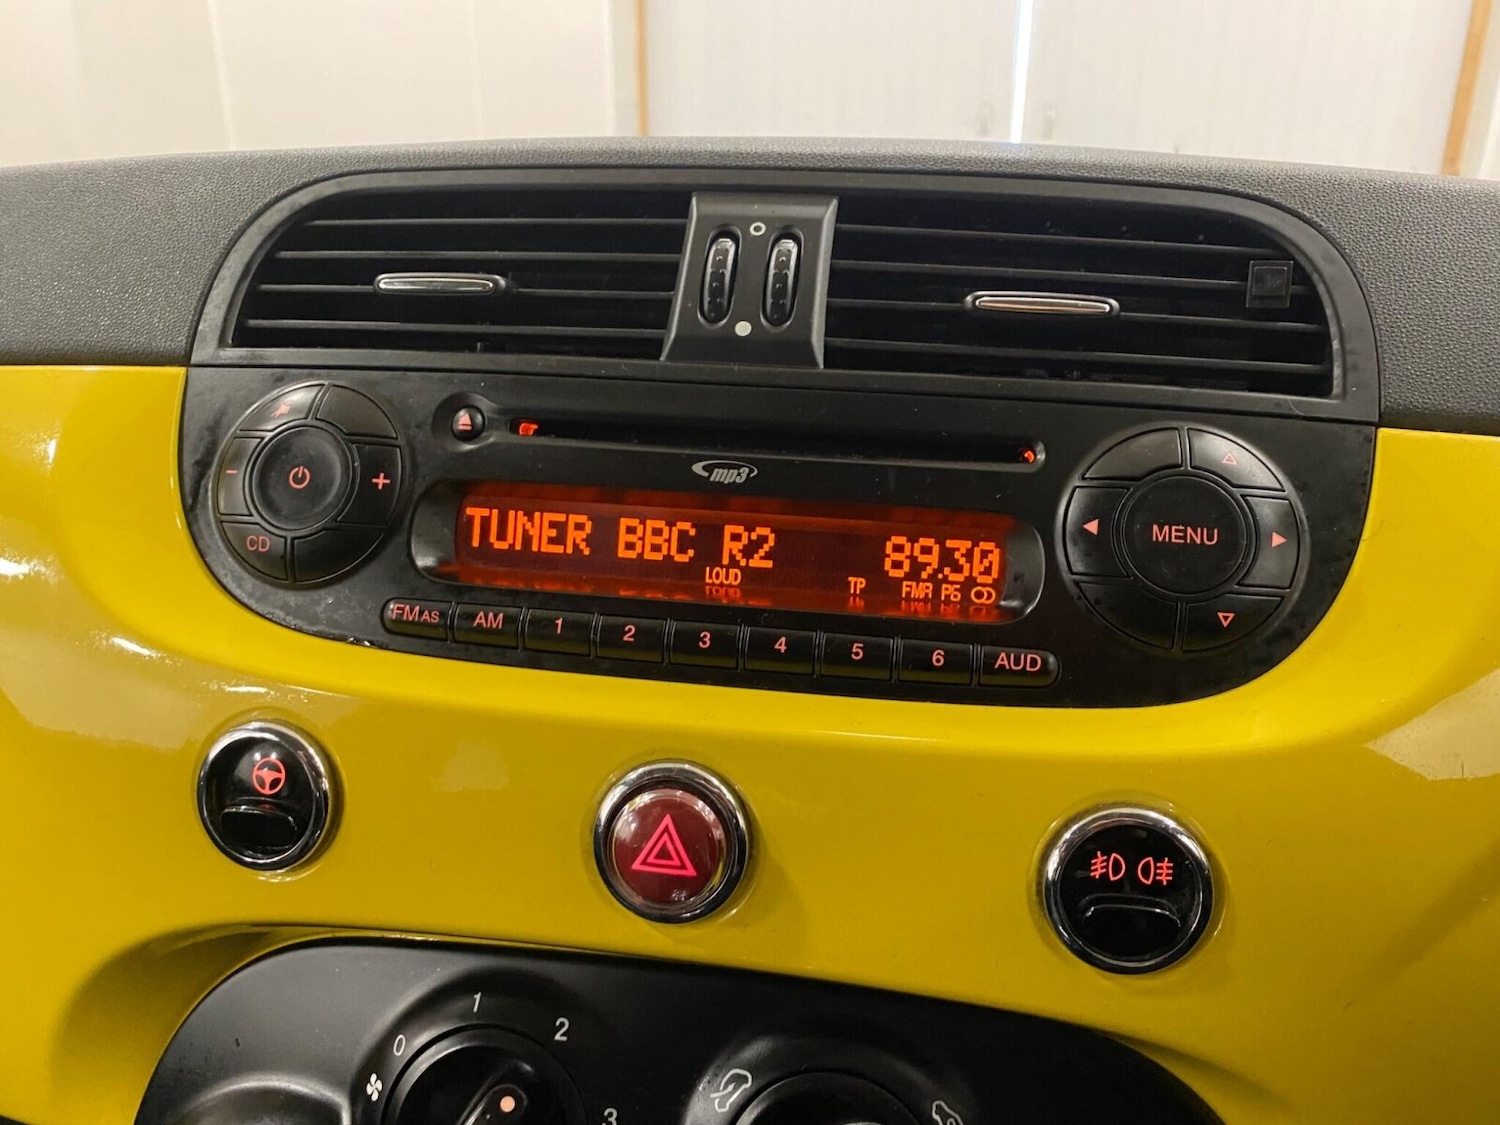 mp3
TUNER BBC R2 89.30
LOUD TP FMA P6
CD
MENU
FM AS AM 1 2 3 4 5 6 AUD
0 1 2 3